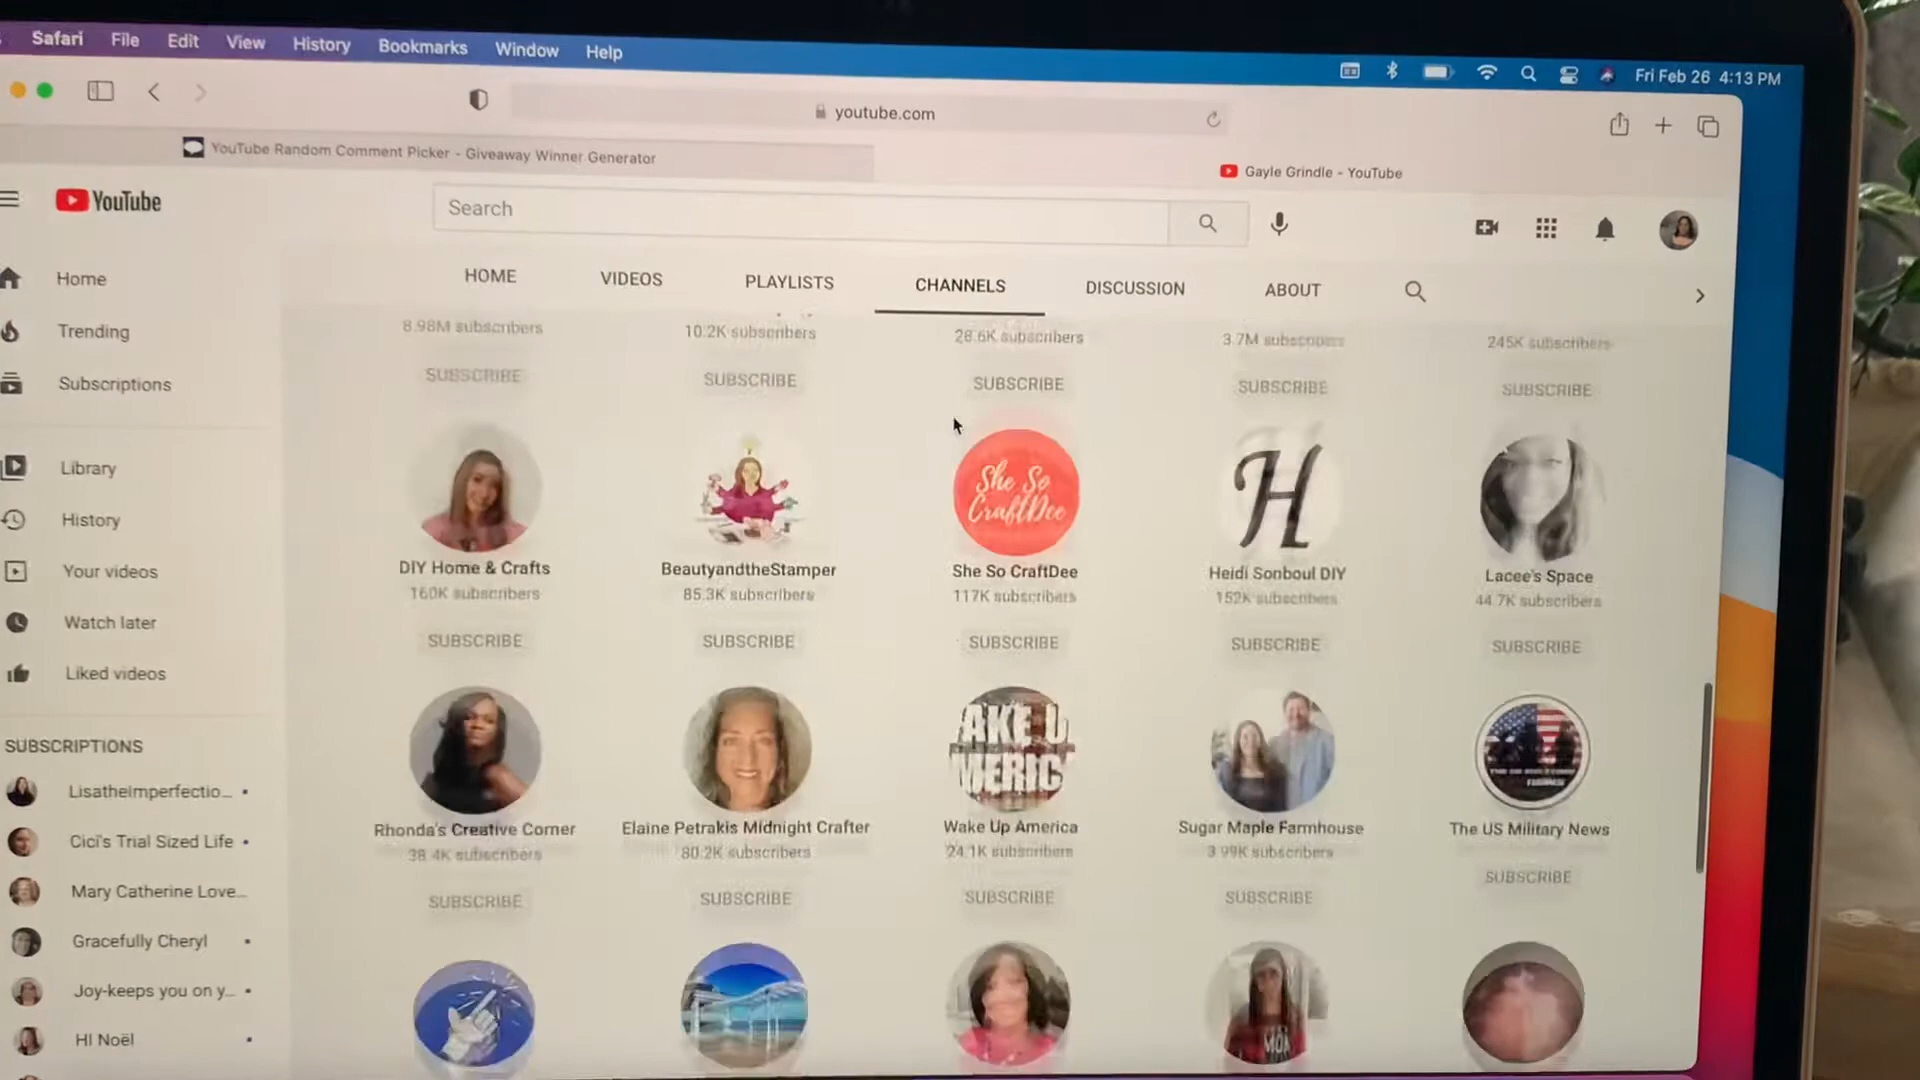 Safari File Edit View History Bookmarks Window Help
Fri Feb 26 4:13 PM
youtube.com
YouTube Random Comment Picker - Giveaway Winner Generator
Gayle Grindle - YouTube
YouTube
Search
HOME VIDEOS PLAYLISTS CHANNELS DISCUSSION ABOUT
Home
Trending
Subscriptions
Library
History
Your videos
Watch later
Liked videos
SUBSCRIPTIONS
LisatheImperfectio...
Cici's Trial Sized Life
Mary Catherine Love...
Gracefully Cheryl
Joy-keeps you on y...
HI Noël
8.98M subscribers 10.2K subscribers 28.6K subscribers 3.7M subscribers 245K subscribers
SUBSCRIBE SUBSCRIBE SUBSCRIBE SUBSCRIBE SUBSCRIBE
She So
CraftDee
H
DIY Home & Crafts BeautyandtheStamper She So CraftDee Heidi Sonboul DIY Lacee's Space
160K subscribers 85.3K subscribers 117K subscribers 152K subscribers 44.7K subscribers
SUBSCRIBE SUBSCRIBE SUBSCRIBE SUBSCRIBE SUBSCRIBE
AKE U
MERIC
Rhonda's Creative Corner Elaine Petrakis Midnight Crafter Wake Up America Sugar Maple Farmhouse The US Military News
38.4K subscribers 80.2K subscribers 24.1K subscribers 3.99K subscribers
SUBSCRIBE SUBSCRIBE SUBSCRIBE SUBSCRIBE SUBSCRIBE